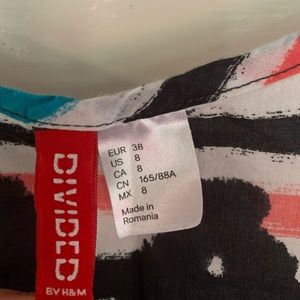 DIVIDED
BY H&M
EUR 38
US 8
CA 8
CN 165/88A
MX 8
Made in
Romania